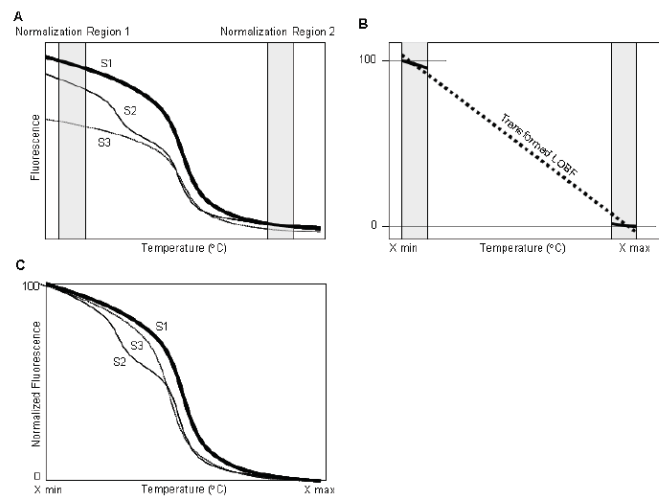 A
Normalization Region 1
Normalization Region 2
S1
S2
S3
Fluorescence
Temperature (°C)
B
100
Transformed LOBF
0
X min
Temperature (°C)
X max
C
100
S1
S3
S2
Normalized Fluorescence
0
X min
Temperature (°C)
X max